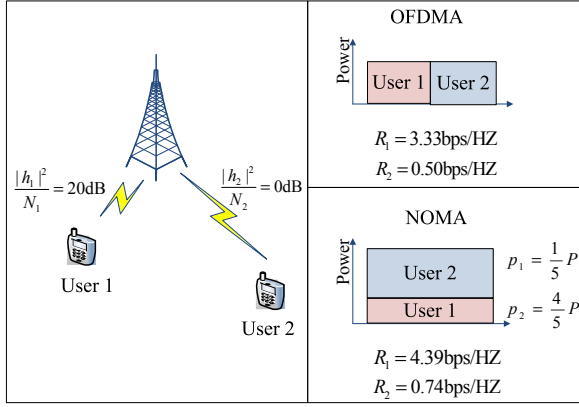 |h₁|²/N₁ = 20dB
|h₂|²/N₂ = 0dB
User 1
User 2
OFDMA
Power
User 1 User 2
R₁ = 3.33bps/HZ
R₂ = 0.50bps/HZ
NOMA
Power
User 2
User 1
p₁ = 1/5 P
p₂ = 4/5 P
R₁ = 4.39bps/HZ
R₂ = 0.74bps/HZ